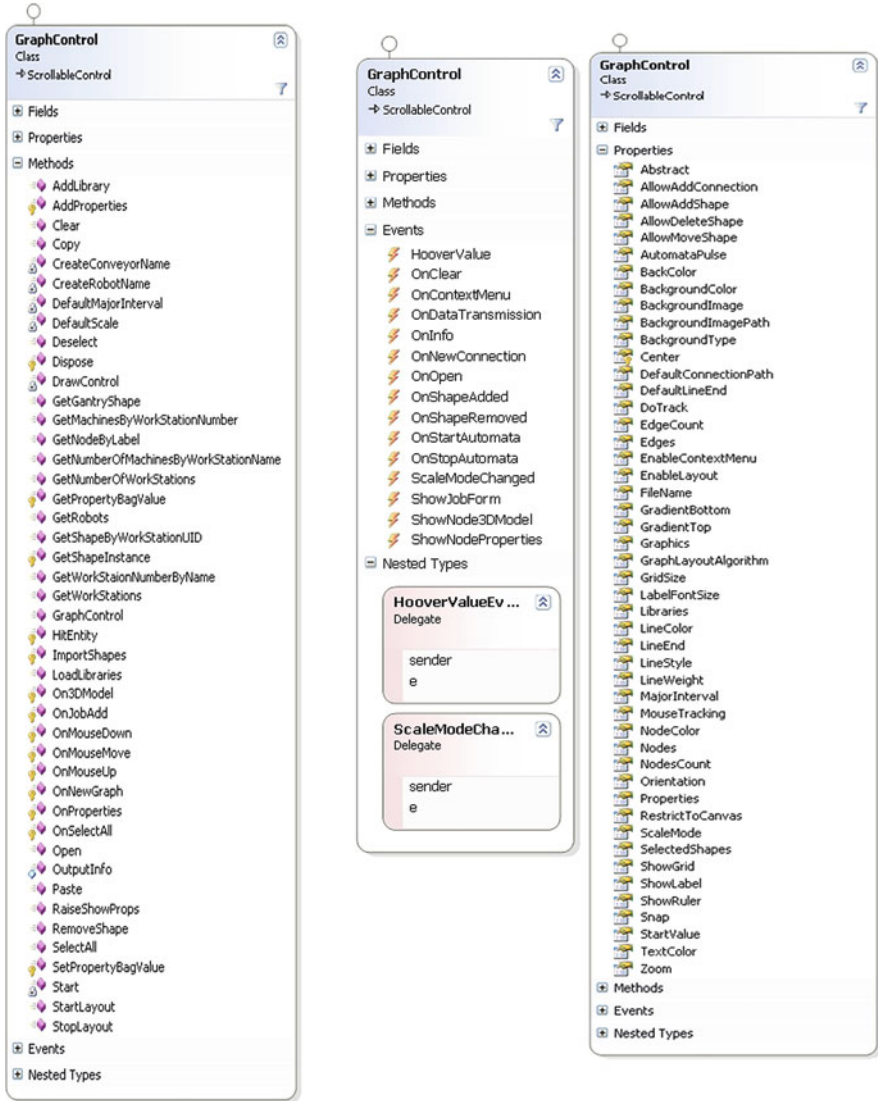 GraphControl
Class
ScrollableControl
Fields
Properties
Methods
AddLibrary
AddProperties
Clear
Copy
CreateConveyorName
CreateRobotName
DefaultMajorInterval
DefaultScale
Deselect
Dispose
DrawControl
GetGantryShape
GetMachinesByWorkStationNumber
GetNodeByLabel
GetNumberOfMachinesByWorkStationName
GetNumberOfWorkStations
GetPropertyBagValue
GetRobots
GetShapeByWorkStationUID
GetShapeInstance
GetWorkStaionNumberByName
GetWorkStations
GraphControl
HitEntity
ImportShapes
LoadLibraries
On3DModel
OnJobAdd
OnMouseDown
OnMouseMove
OnMouseUp
OnNewGraph
OnProperties
OnSelectAll
Open
OutputInfo
Paste
RaiseShowProps
RemoveShape
SelectAll
SetPropertyBagValue
Start
StartLayout
StopLayout
Events
Nested Types
GraphControl
Class
ScrollableControl
Fields
Properties
Methods
Events
HooverValue
OnClear
OnContextMenu
OnDataTransmission
OnInfo
OnNewConnection
OnOpen
OnShapeAdded
OnShapeRemoved
OnStartAutomata
OnStopAutomata
ScaleModeChanged
ShowJobForm
ShowNode3DModel
ShowNodeProperties
Nested Types
HooverValueEv ...
Delegate
sender
e
ScaleModeCha...
Delegate
sender
e
GraphControl
Class
ScrollableControl
Fields
Properties
Abstract
AllowAddConnection
AllowAddShape
AllowDeleteShape
AllowMoveShape
AutomataPulse
BackColor
BackgroundColor
BackgroundImage
BackgroundImagePath
BackgroundType
Center
DefaultConnectionPath
DefaultLineEnd
DoTrack
EdgeCount
Edges
EnableContextMenu
EnableLayout
FileName
GradientBottom
GradientTop
Graphics
GraphLayoutAlgorithm
GridSize
LabelFontSize
Libraries
LineColor
LineEnd
LineStyle
LineWeight
MajorInterval
MouseTracking
NodeColor
Nodes
NodesCount
Orientation
Properties
RestrictToCanvas
ScaleMode
SelectedShapes
ShowGrid
ShowLabel
ShowRuler
Snap
StartValue
TextColor
Zoom
Methods
Events
Nested Types